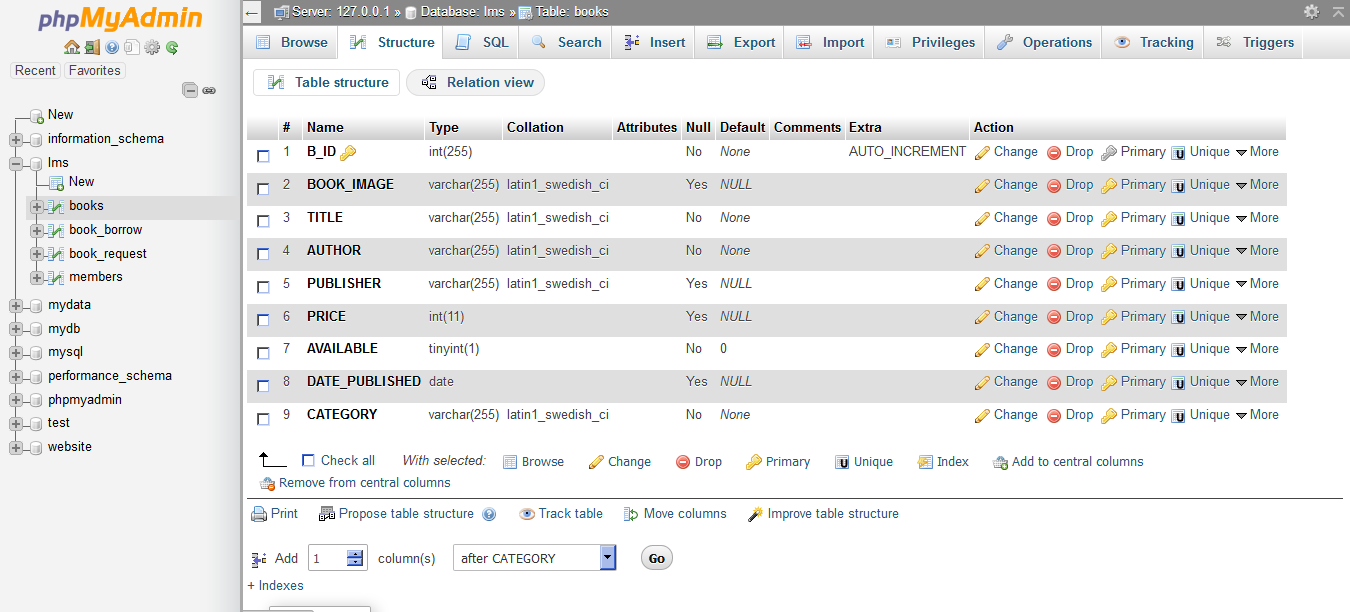 phpMyAdmin
Recent Favorites
New
information_schema
lms
New
books
book_borrow
book_request
members
mydata
mydb
mysql
performance_schema
phpmyadmin
test
website
Server: 127.0.0.1 » Database: lms » Table: books
Browse Structure SQL Search Insert Export Import Privileges Operations Tracking Triggers
Table structure Relation view
# Name Type Collation Attributes Null Default Comments Extra Action
1 B_ID int(255) No None AUTO_INCREMENT Change Drop Primary Unique More
2 BOOK_IMAGE varchar(255) latin1_swedish_ci Yes NULL Change Drop Primary Unique More
3 TITLE varchar(255) latin1_swedish_ci No None Change Drop Primary Unique More
4 AUTHOR varchar(255) latin1_swedish_ci No None Change Drop Primary Unique More
5 PUBLISHER varchar(255) latin1_swedish_ci Yes NULL Change Drop Primary Unique More
6 PRICE int(11) Yes NULL Change Drop Primary Unique More
7 AVAILABLE tinyint(1) No 0 Change Drop Primary Unique More
8 DATE_PUBLISHED date Yes NULL Change Drop Primary Unique More
9 CATEGORY varchar(255) latin1_swedish_ci No None Change Drop Primary Unique More
Check all With selected: Browse Change Drop Primary Unique Index Add to central columns
Remove from central columns
Print Propose table structure Track table Move columns Improve table structure
Add 1 column(s) after CATEGORY Go
+ Indexes